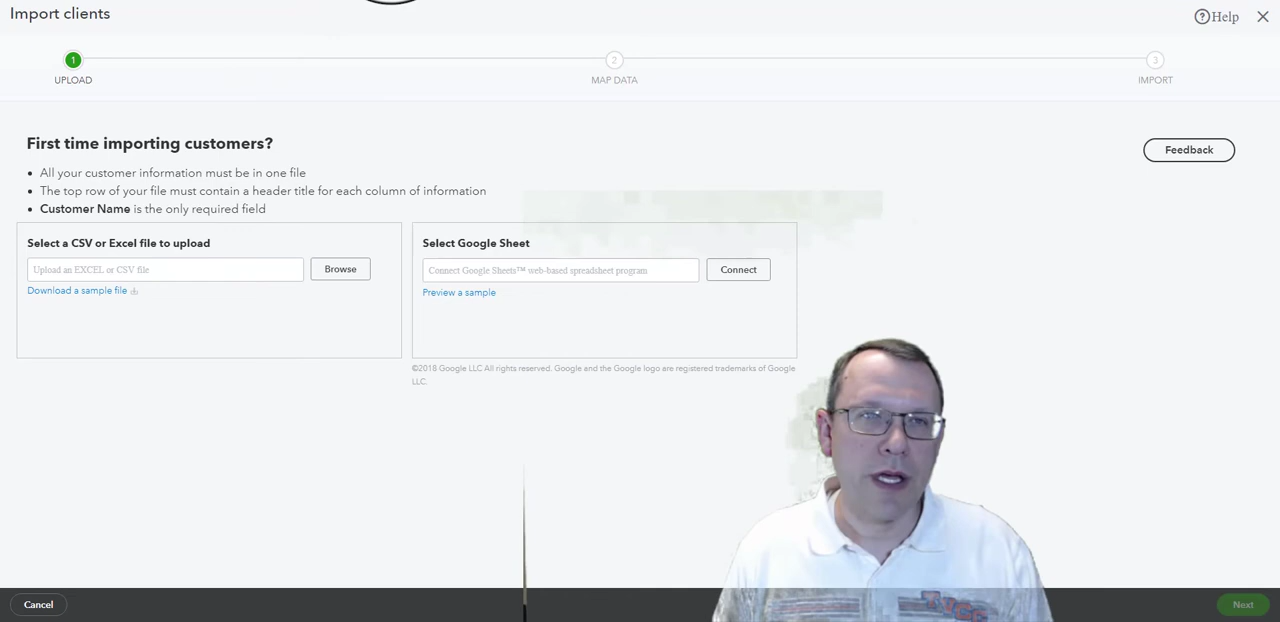 Import clients
Help
1
2
3
UPLOAD
MAP DATA
IMPORT
First time importing customers?
Feedback
All your customer information must be in one file
The top row of your file must contain a header title for each column of information
Customer Name is the only required field
Select a CSV or Excel file to upload
Upload an EXCEL or CSV file
Browse
Download a sample file
Select Google Sheet
Connect Google Sheets™ web-based spreadsheet program
Connect
Preview a sample
©2018 Google LLC All rights reserved. Google and the Google logo are registered trademarks of Google
LLC.
Cancel
Next